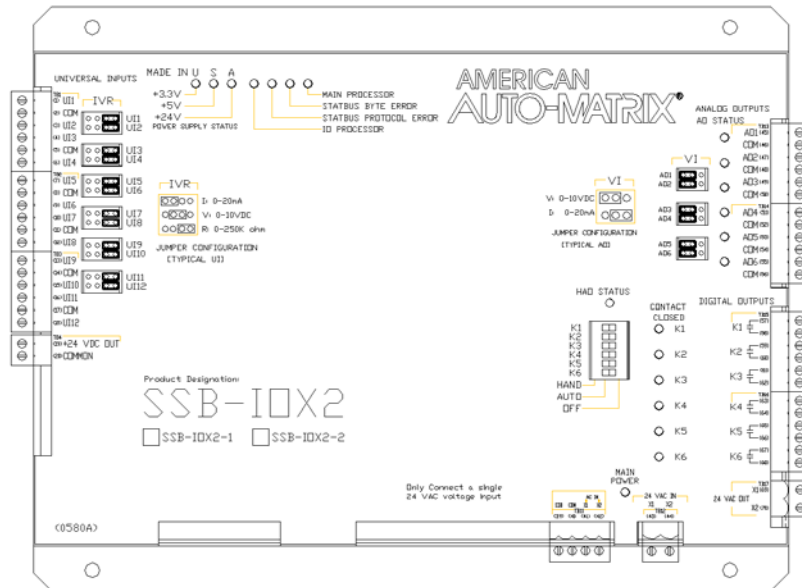 UNIVERSAL INPUTS
MADE IN U S A
+3.3V
+5V
+24V
POWER SUPPLY STATUS
MAIN PROCESSOR
STATBUS BYTE ERROR
STATBUS PROTOCOL ERROR
IO PROCESSOR
AMERICAN
AUTO-MATRIX®
ANALOG OUTPUTS
AO STATUS
IVR
UI1
COM
UI2
UI3
COM
UI4
UI5
COM
UI6
UI7
COM
UI8
UI9
COM
UI10
UI11
COM
UI12
+24 VDC OUT
COMMON
UI1
UI2
UI3
UI4
UI5
UI6
UI7
UI8
UI9
UI10
UI11
UI12
IVR
I: 0-20mA
V: 0-10VDC
R: 0-250K ohm
JUMPER CONFIGURATION
(TYPICAL UI)
VI
V: 0-10VDC
I: 0-20mA
JUMPER CONFIGURATION
(TYPICAL AO)
VI
AO1
AO2
AO3
AO4
AO5
AO6
AO1
COM
AO2
COM
AO3
COM
AO4
COM
AO5
COM
AO6
COM
HAO STATUS
K1
K2
K3
K4
K5
K6
HAND
AUTO
OFF
CONTACT
CLOSED
K1
K2
K3
K4
K5
K6
DIGITAL OUTPUTS
K1
K2
K3
K4
K5
K6
24 VAC OUT
X1
X2
Product Designation:
SSB-IOX2
SSB-IOX2-1 SSB-IOX2-2
Only Connect a single
24 VAC voltage input
MAIN
POWER
24 VAC IN
X1 X2
(0580A)